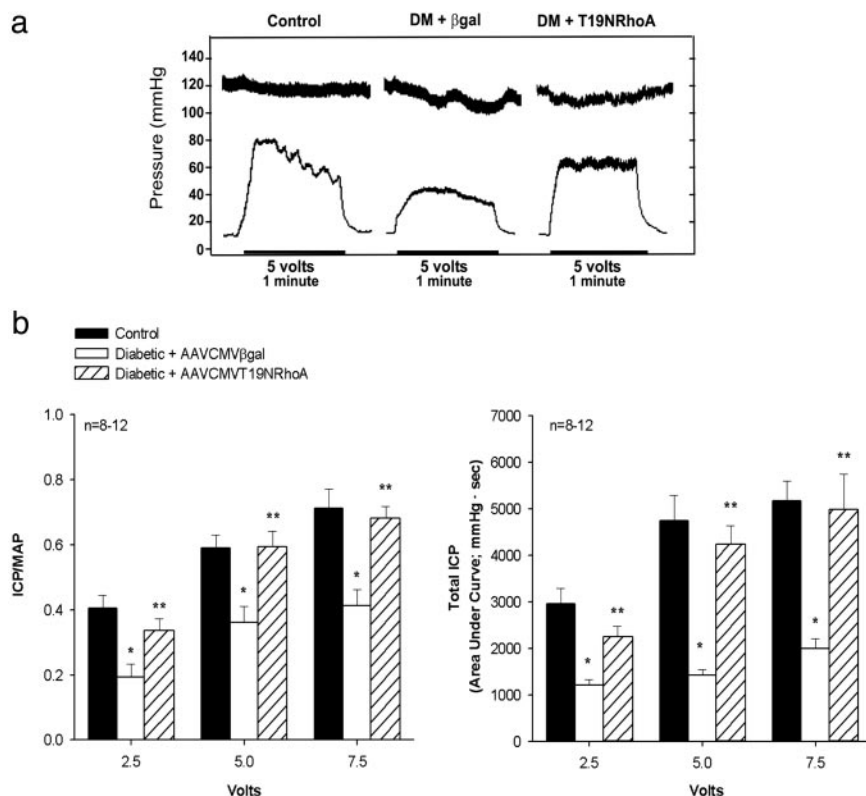 a
Control
DM + βgal
DM + T19NRhoA
Pressure (mmHg)
140
120
100
80
60
40
20
0
5 volts
1 minute
5 volts
1 minute
5 volts
1 minute
b
Control
Diabetic + AAVCMVβgal
Diabetic + AAVCMVT19NRhoA
ICP/MAP
1.0
0.8
0.6
0.4
0.2
0.0
n=8-12
*
**
*
**
*
**
2.5
5.0
7.5
Volts
Total ICP
(Area Under Curve; mmHg - sec)
7000
6000
5000
4000
3000
2000
1000
0
n=8-12
*
**
*
**
*
**
2.5
5.0
7.5
Volts